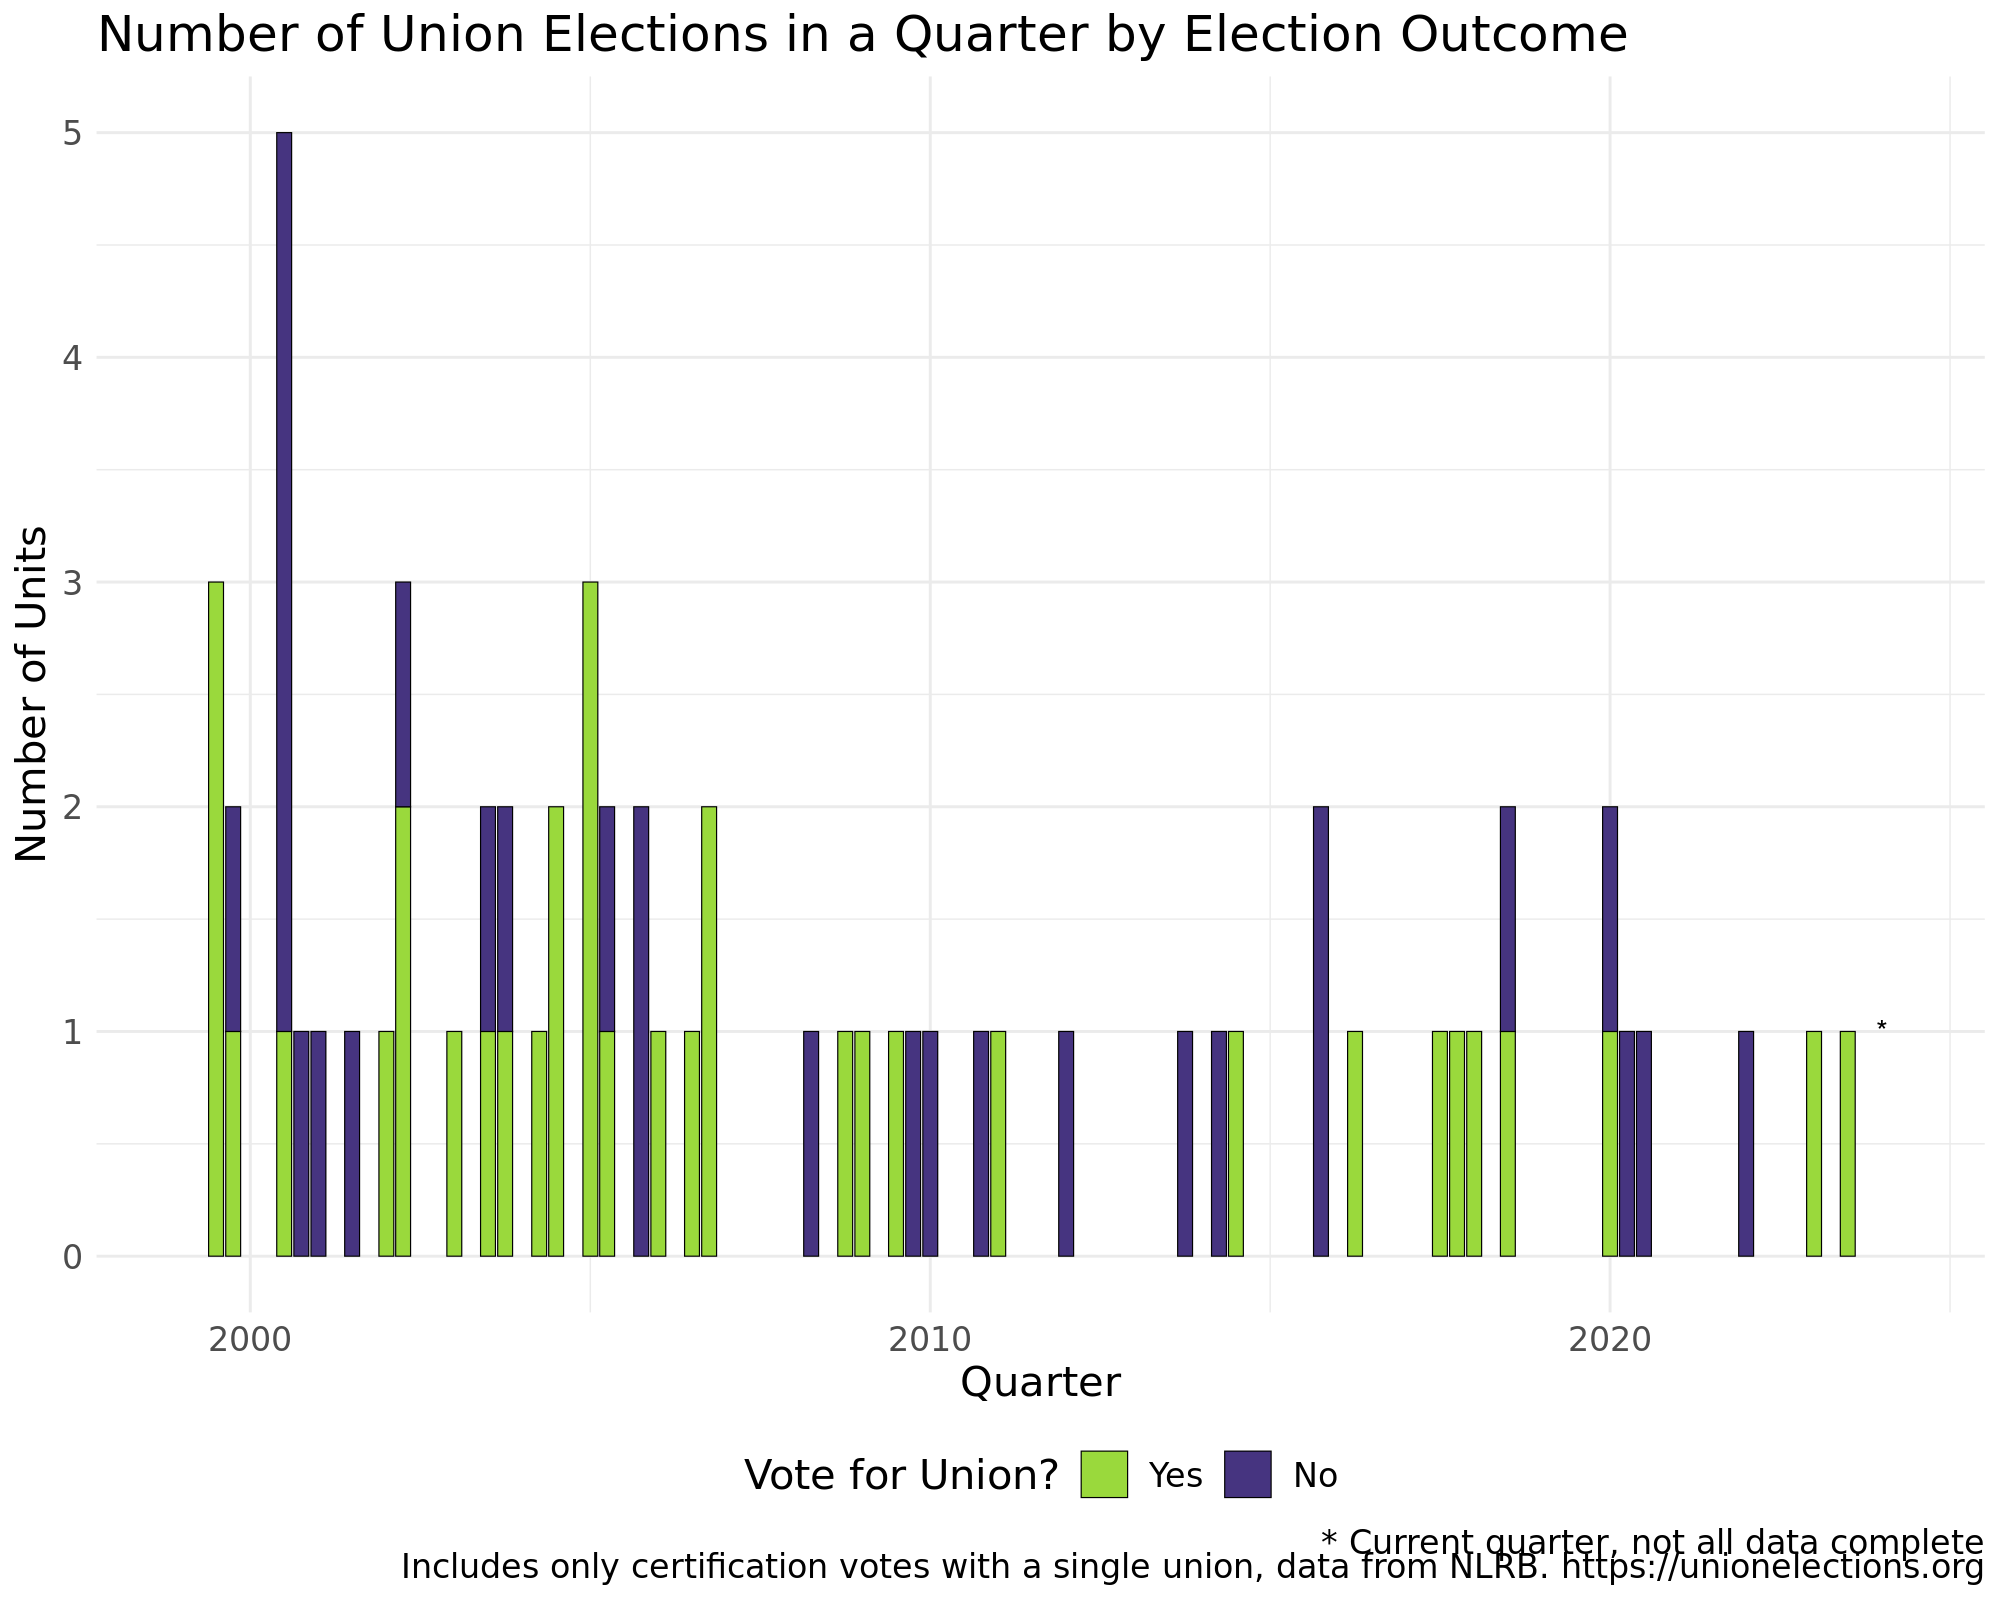 Number of Union Elections in a Quarter by Election Outcome
Number of Units
5
4
3
2
1
0
*
2000 2010 2020
Quarter
Vote for Union? Yes No
* Current quarter, not all data complete
Includes only certification votes with a single union, data from NLRB. https://unionelections.org